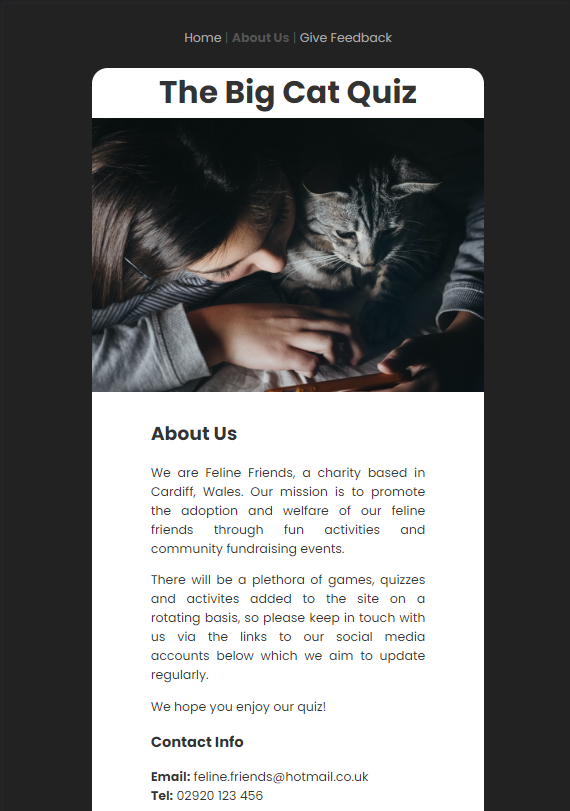 Home | About Us | Give Feedback
The Big Cat Quiz
About Us
We are Feline Friends, a charity based in
Cardiff, Wales. Our mission is to promote
the adoption and welfare of our feline
friends through fun activities and
community fundraising events.
There will be a plethora of games, quizzes
and activites added to the site on a
rotating basis, so please keep in touch with
us via the links to our social media
accounts below which we aim to update
regularly.
We hope you enjoy our quiz!
Contact Info
Email: feline.friends@hotmail.co.uk
Tel: 02920 123 456